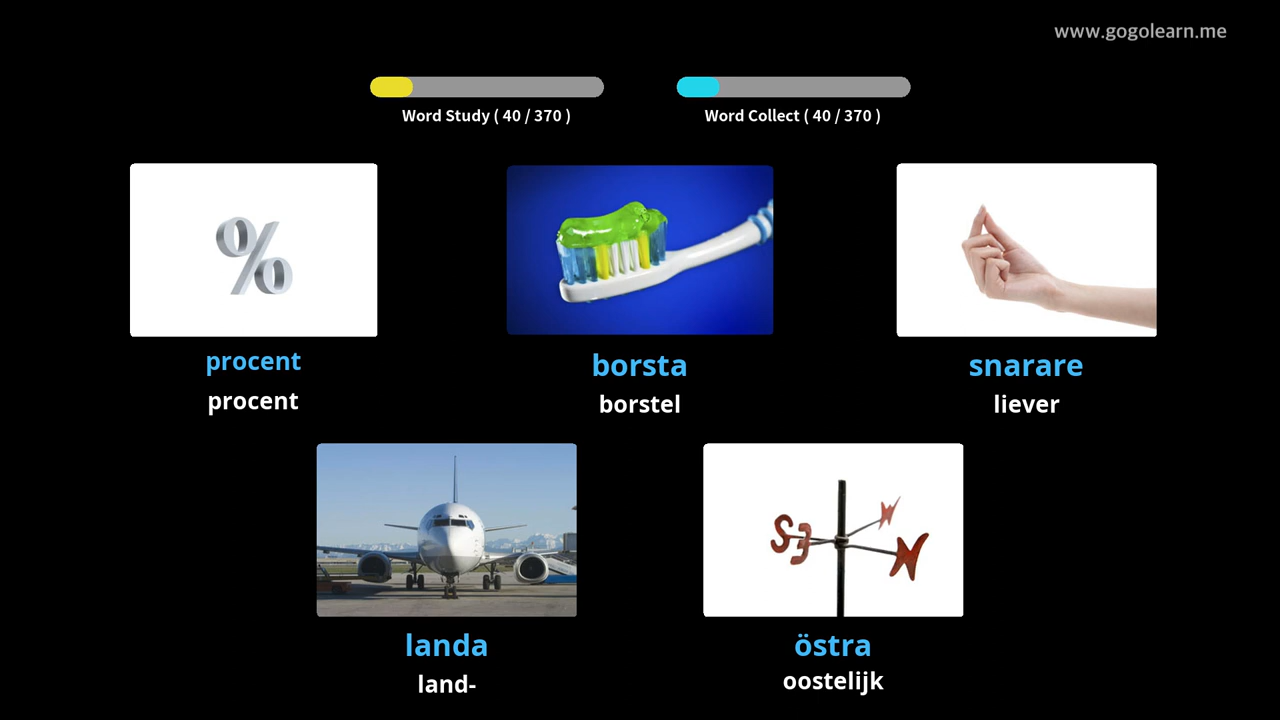 www.gogolearn.me
Word Study ( 40 / 370 )
Word Collect ( 40 / 370 )
%
procent
procent
borsta
borstel
snarare
liever
S E N W
landa
land-
östra
oostelijk